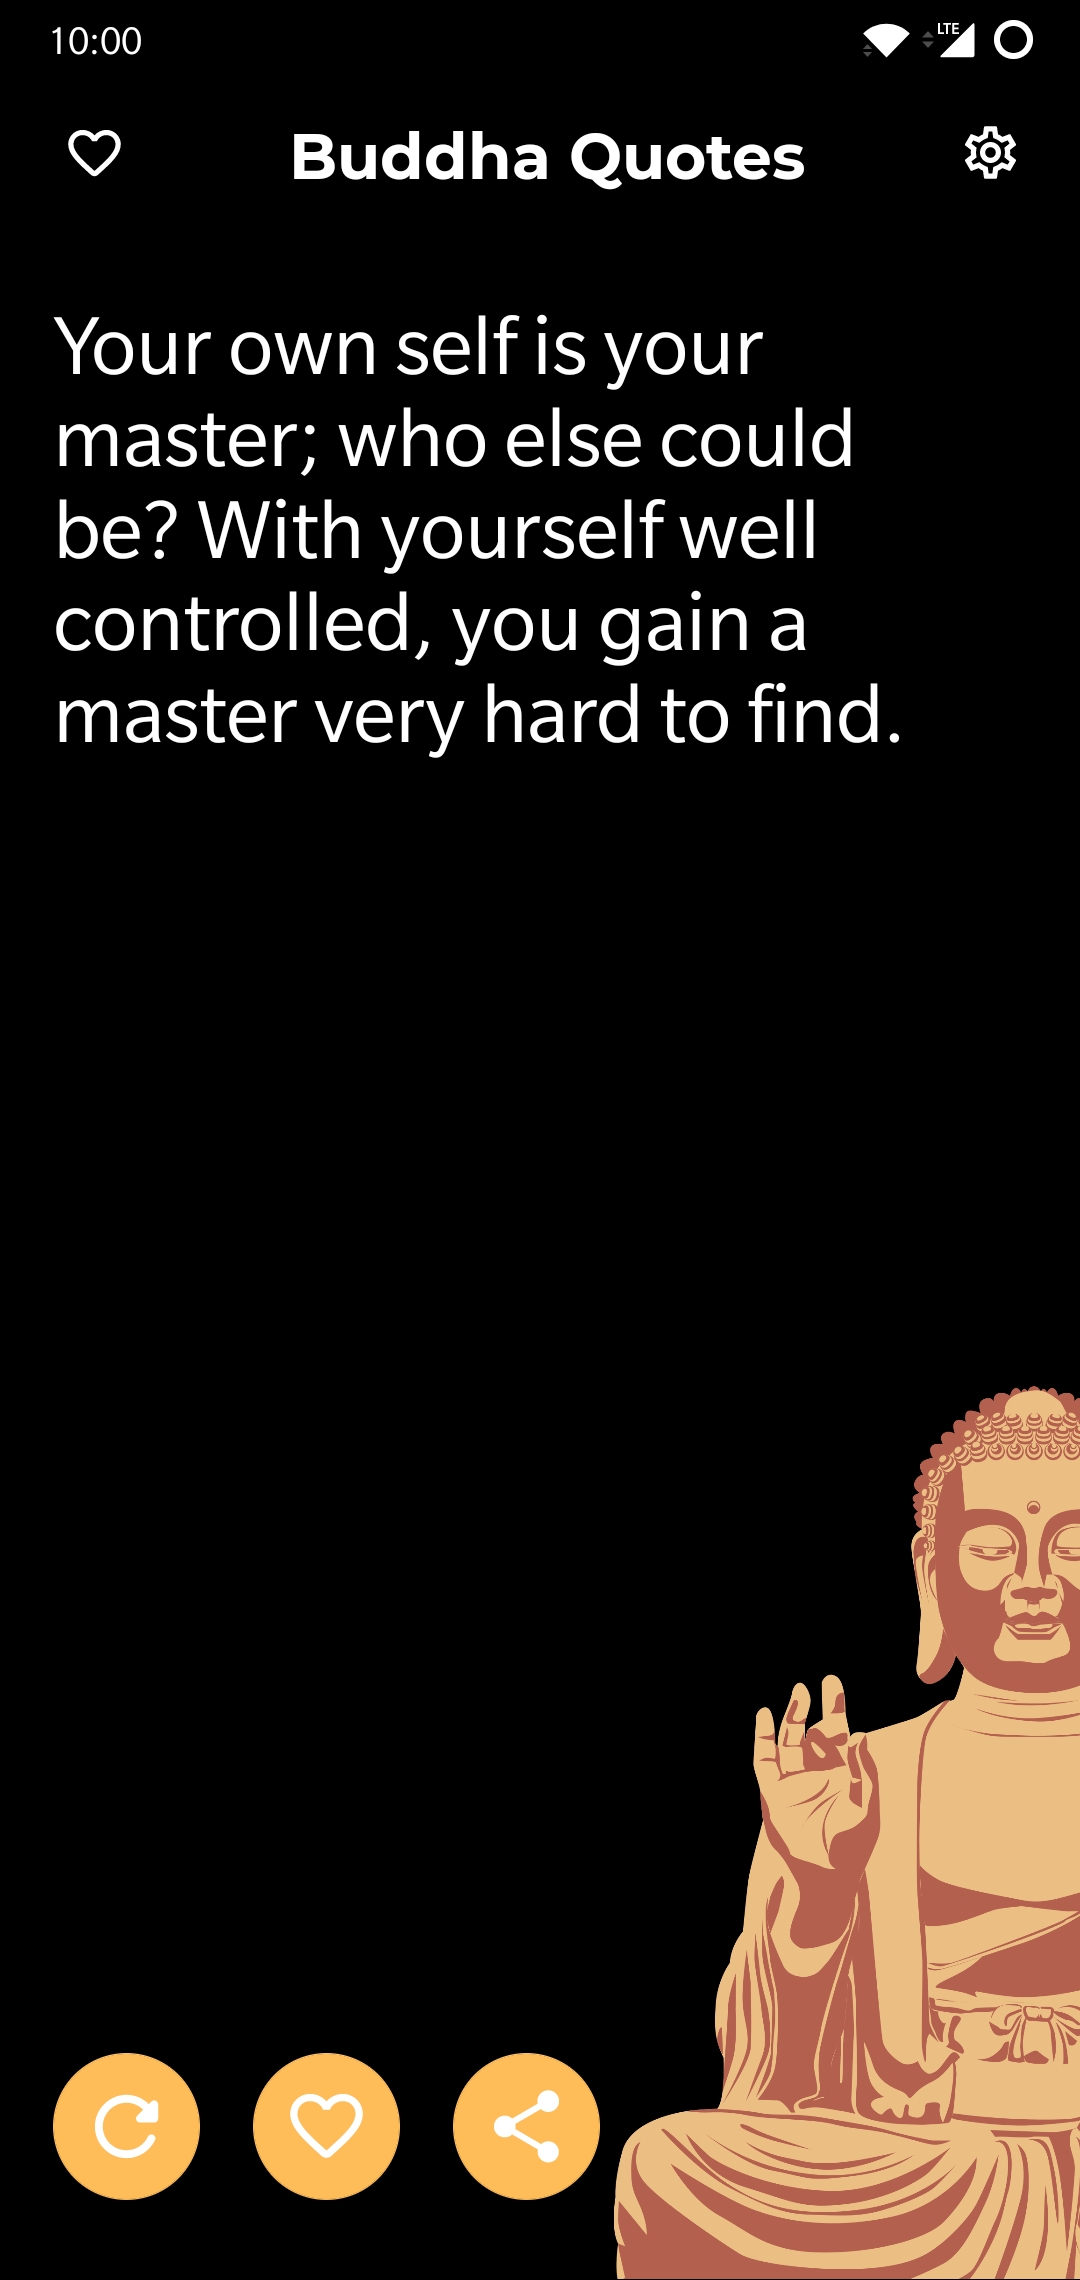 10:00
LTE
Buddha Quotes
Your own self is your
master; who else could
be? With yourself well
controlled, you gain a
master very hard to find.